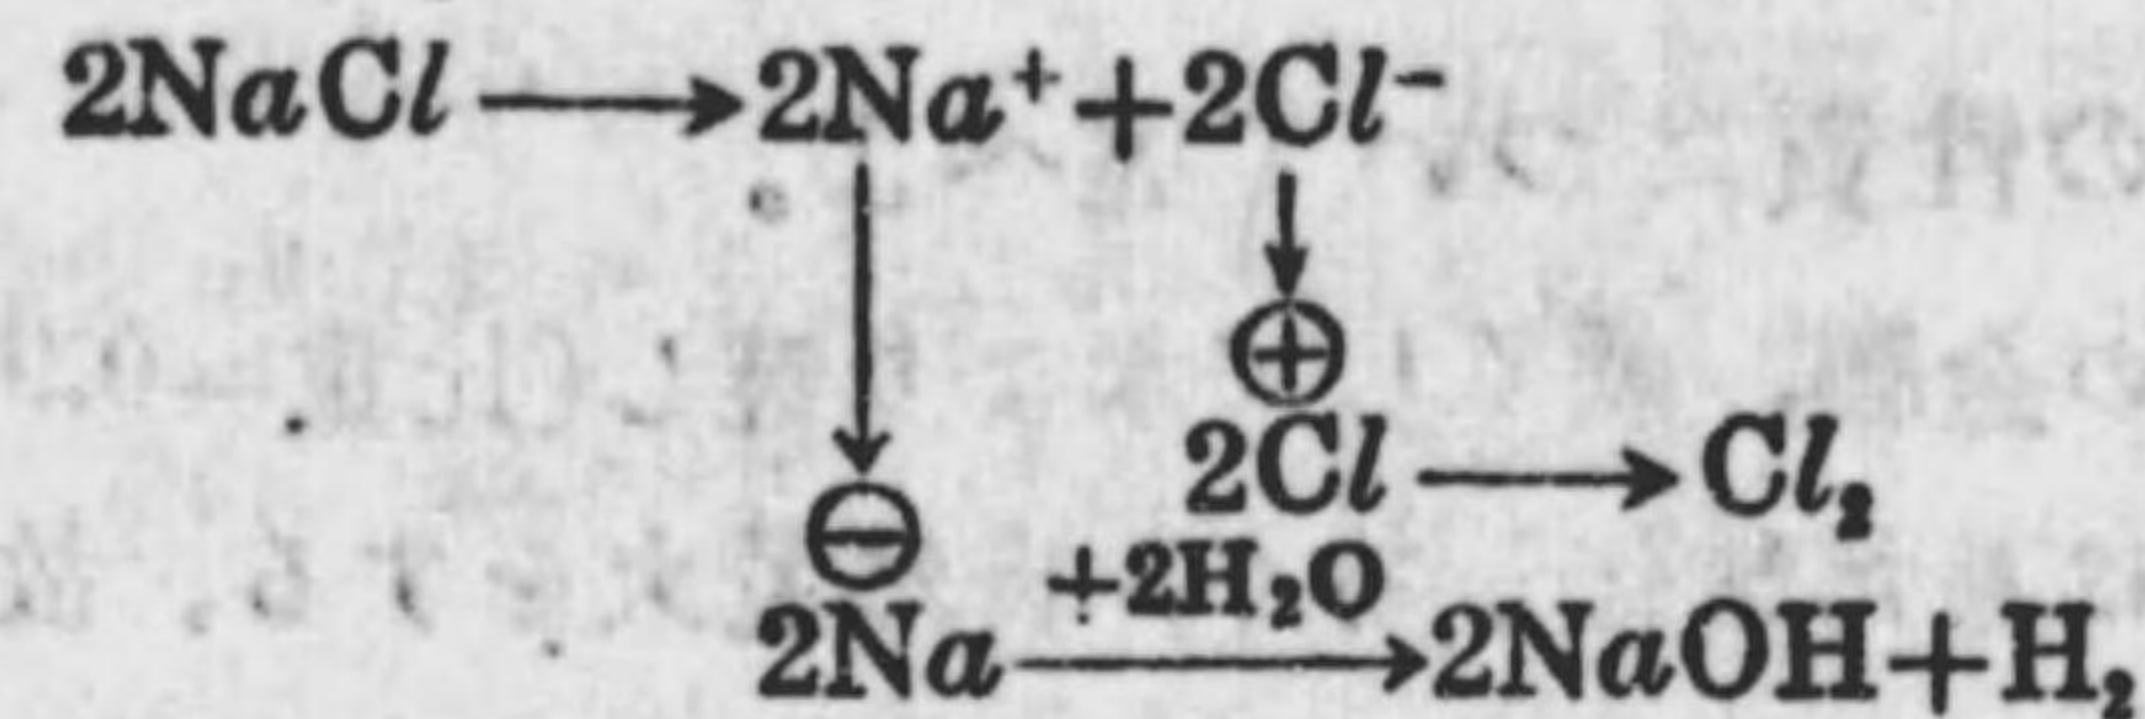 2NaCl ⟶ 2Na⁺ + 2Cl⁻
⊕
2Cl ⟶ Cl₂
⊖
+2H₂O
2Na ⟶ 2NaOH + H₂